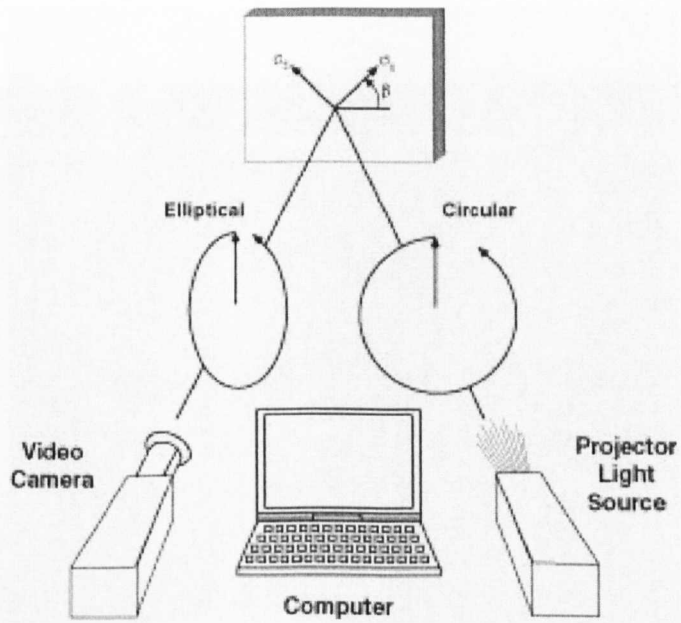 β
Elliptical
Circular
Video
Camera
Projector
Light
Source
Computer